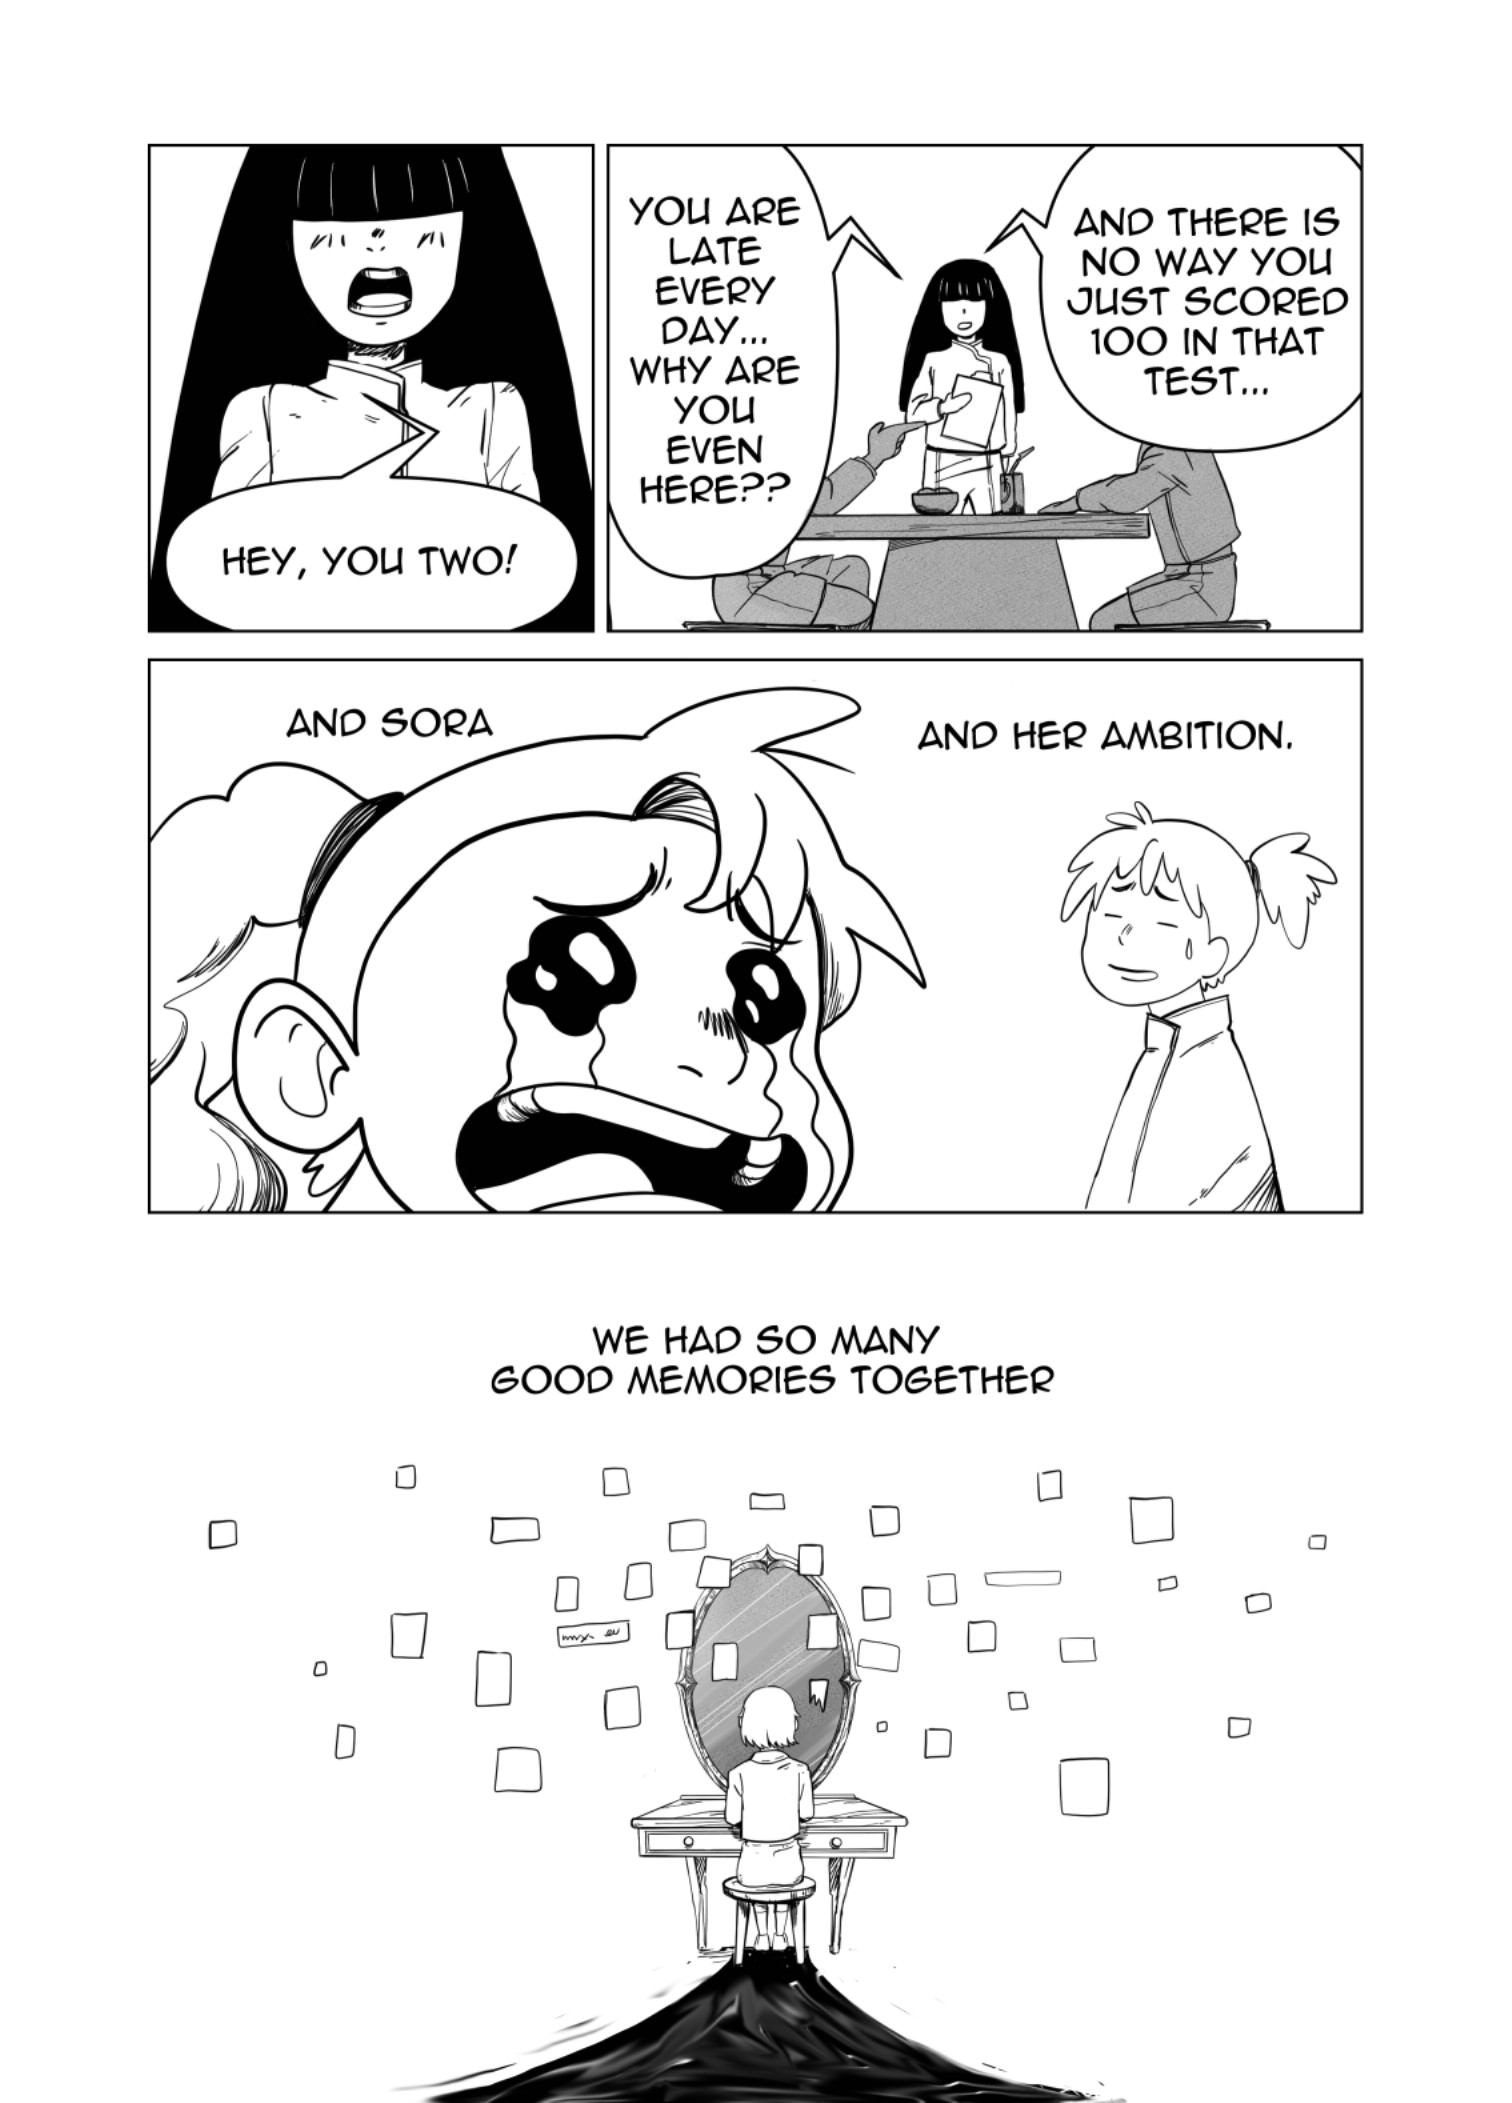 HEY, YOU TWO!
YOU ARE
LATE
EVERY
DAY...
WHY ARE
YOU
EVEN
HERE??
AND THERE IS
NO WAY YOU
JUST SCORED
100 IN THAT
TEST...
AND SORA
AND HER AMBITION.
WE HAD SO MANY
GOOD MEMORIES TOGETHER